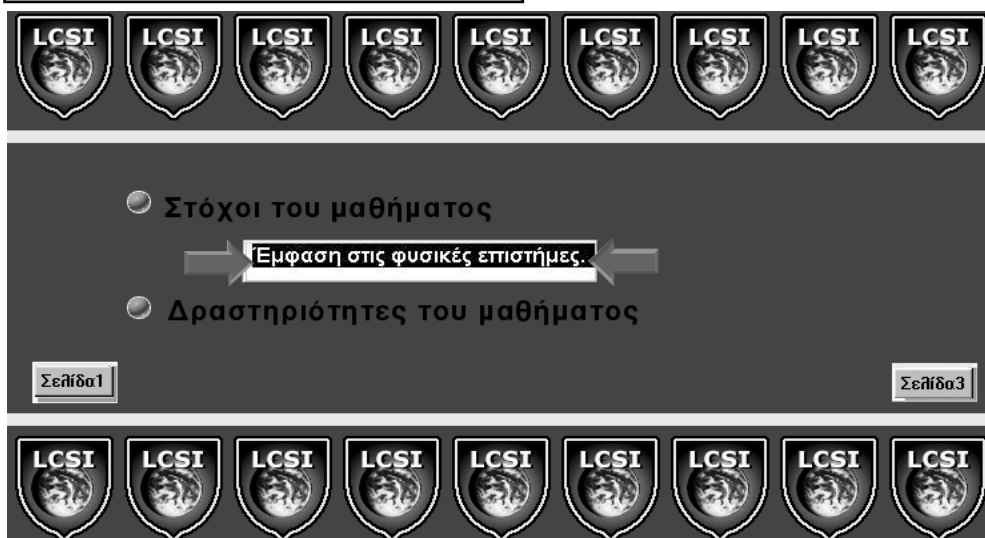 LCSI LCSI LCSI LCSI LCSI LCSI LCSI LCSI LCSI
Στόχοι του μαθήματος
Έμφαση στις φυσικές επιστήμες.
Δραστηριότητες του μαθήματος
Σελίδα1
Σελίδα3
LCSI LCSI LCSI LCSI LCSI LCSI LCSI LCSI LCSI